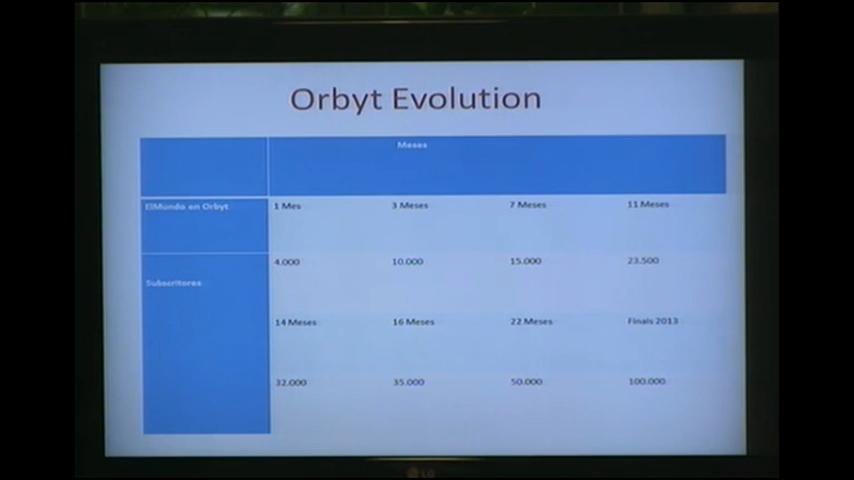 Orbyt Evolution
Meses
ElMundo en Orbyt 1 Mes 3 Meses 7 Meses 11 Meses
4.000 10.000 15.000 23.500
Subscritores
14 Meses 16 Meses 22 Meses Finais 2013
32.000 35.000 50.000 100.000
LG